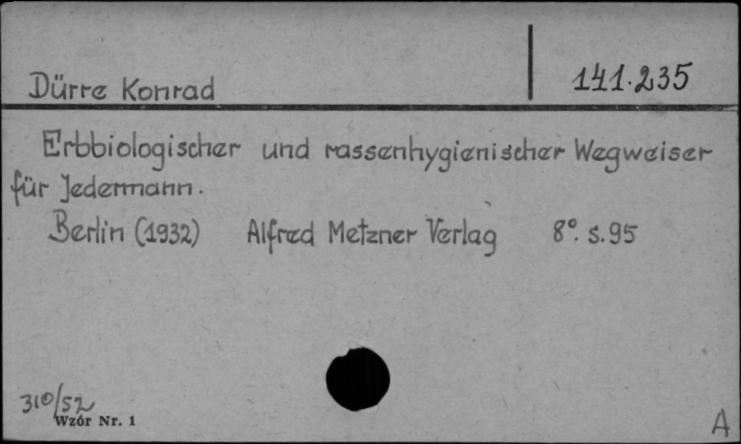 Dürre Konrad
141.235
Erbbiologischer und rassenhygienischer Wegweiser
für Jedermann.
Berlin (1932) Alfred Metzner Verlag 8°. s.95
310/52
Wzór Nr. 1
A